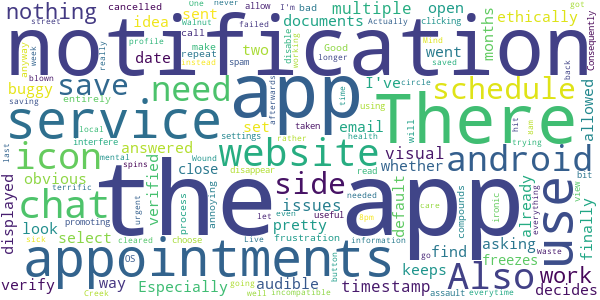 nothing
cancelled
street
One never
idea
sent
call
multiple
documents
allow
I'm
failed
bad
open
ethically
months
clicking
got
Consequently
notification
profile
Actually
Walnut
date
make
really
instead
Good
longer
two
disable
working
Mind
went
saved
buggy
repeat
spam
anyway
blown
entirely
saving
save
need
app
I've
circle
schedule
back
afterwards
time
There
service
android
use
icon
local
interfere
answered
set
settings
website
email
taken
using
rather
will
hit
8am
trying
allowed
last
obvious
close
mental
spins
Wound
disappear
health
visual
whether
read
bit
finally
the app
displayed
chat
verified
terrific
side
issues
needed
default
already
view
everything
look
promoting
select
process
annoying
urgent
let
even
useful
pretty
8pm
care
compounds
ironic
find
asking
sick
cleared
OS
choose
Live
frustration
information
go
keeps
freezes
waste
appointments
Also
work
verify
way
Creek
Especially
going
well
incompatible
audible
button
timestamp
assault
everytime
decides